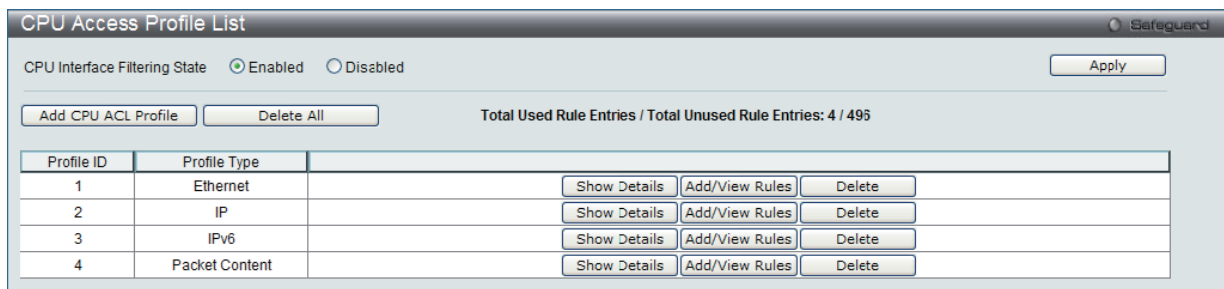 CPU Access Profile List
Safeguard
CPU Interface Filtering State Enabled Disabled Apply
Add CPU ACL Profile Delete All Total Used Rule Entries / Total Unused Rule Entries: 4 / 496
Profile ID Profile Type
1 Ethernet Show Details Add/View Rules Delete
2 IP Show Details Add/View Rules Delete
3 IPv6 Show Details Add/View Rules Delete
4 Packet Content Show Details Add/View Rules Delete